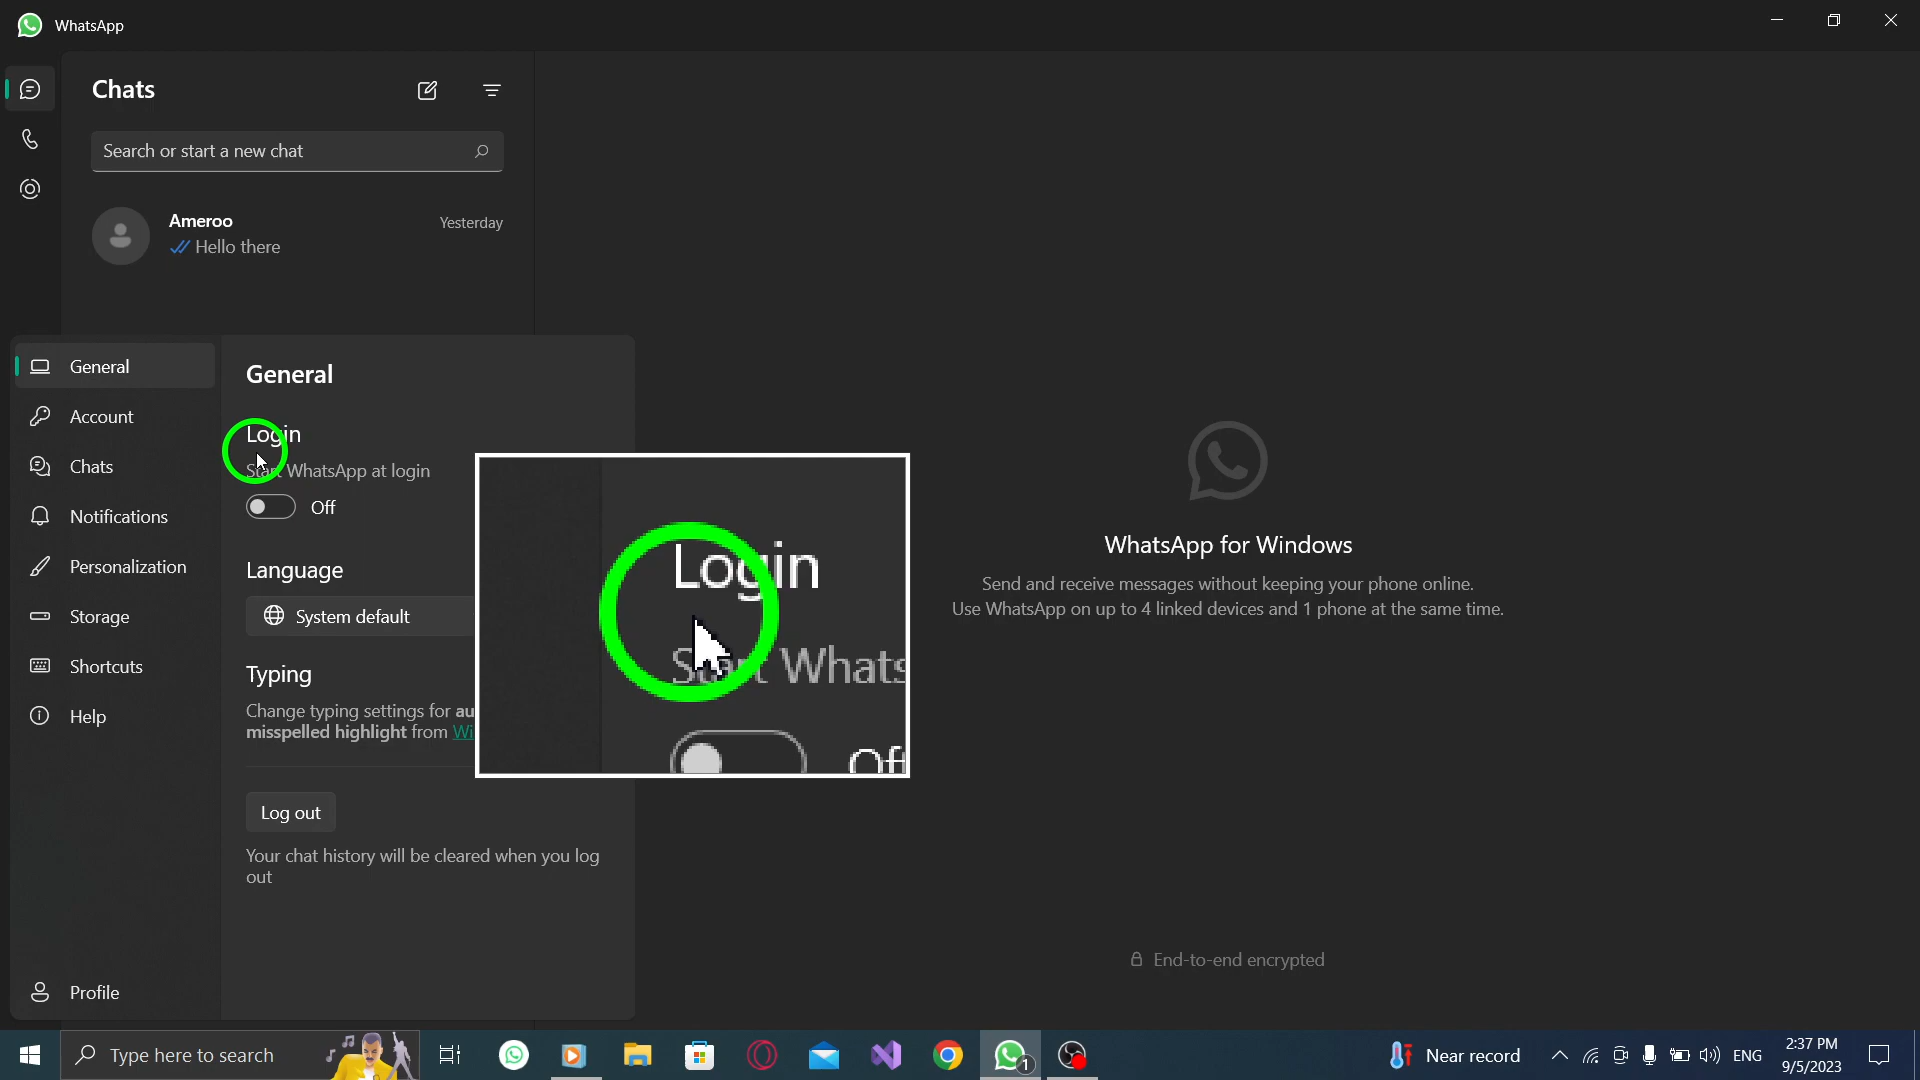 WhatsApp
Chats
Search or start a new chat
Ameroo
Yesterday
Hello there
General
Account
Chats
Notifications
Personalization
Storage
Shortcuts
Help
Profile
General
Login
Start WhatsApp at login
Off
Language
System default
Typing
Change typing settings for
misspelled highlight from
Log out
Your chat history will be cleared when you log
out
Login
Start Whats
Off
WhatsApp for Windows
Send and receive messages without keeping your phone online.
Use WhatsApp on up to 4 linked devices and 1 phone at the same time.
End-to-end encrypted
Type here to search
1
Near record
ENG
2:37 PM
9/5/2023